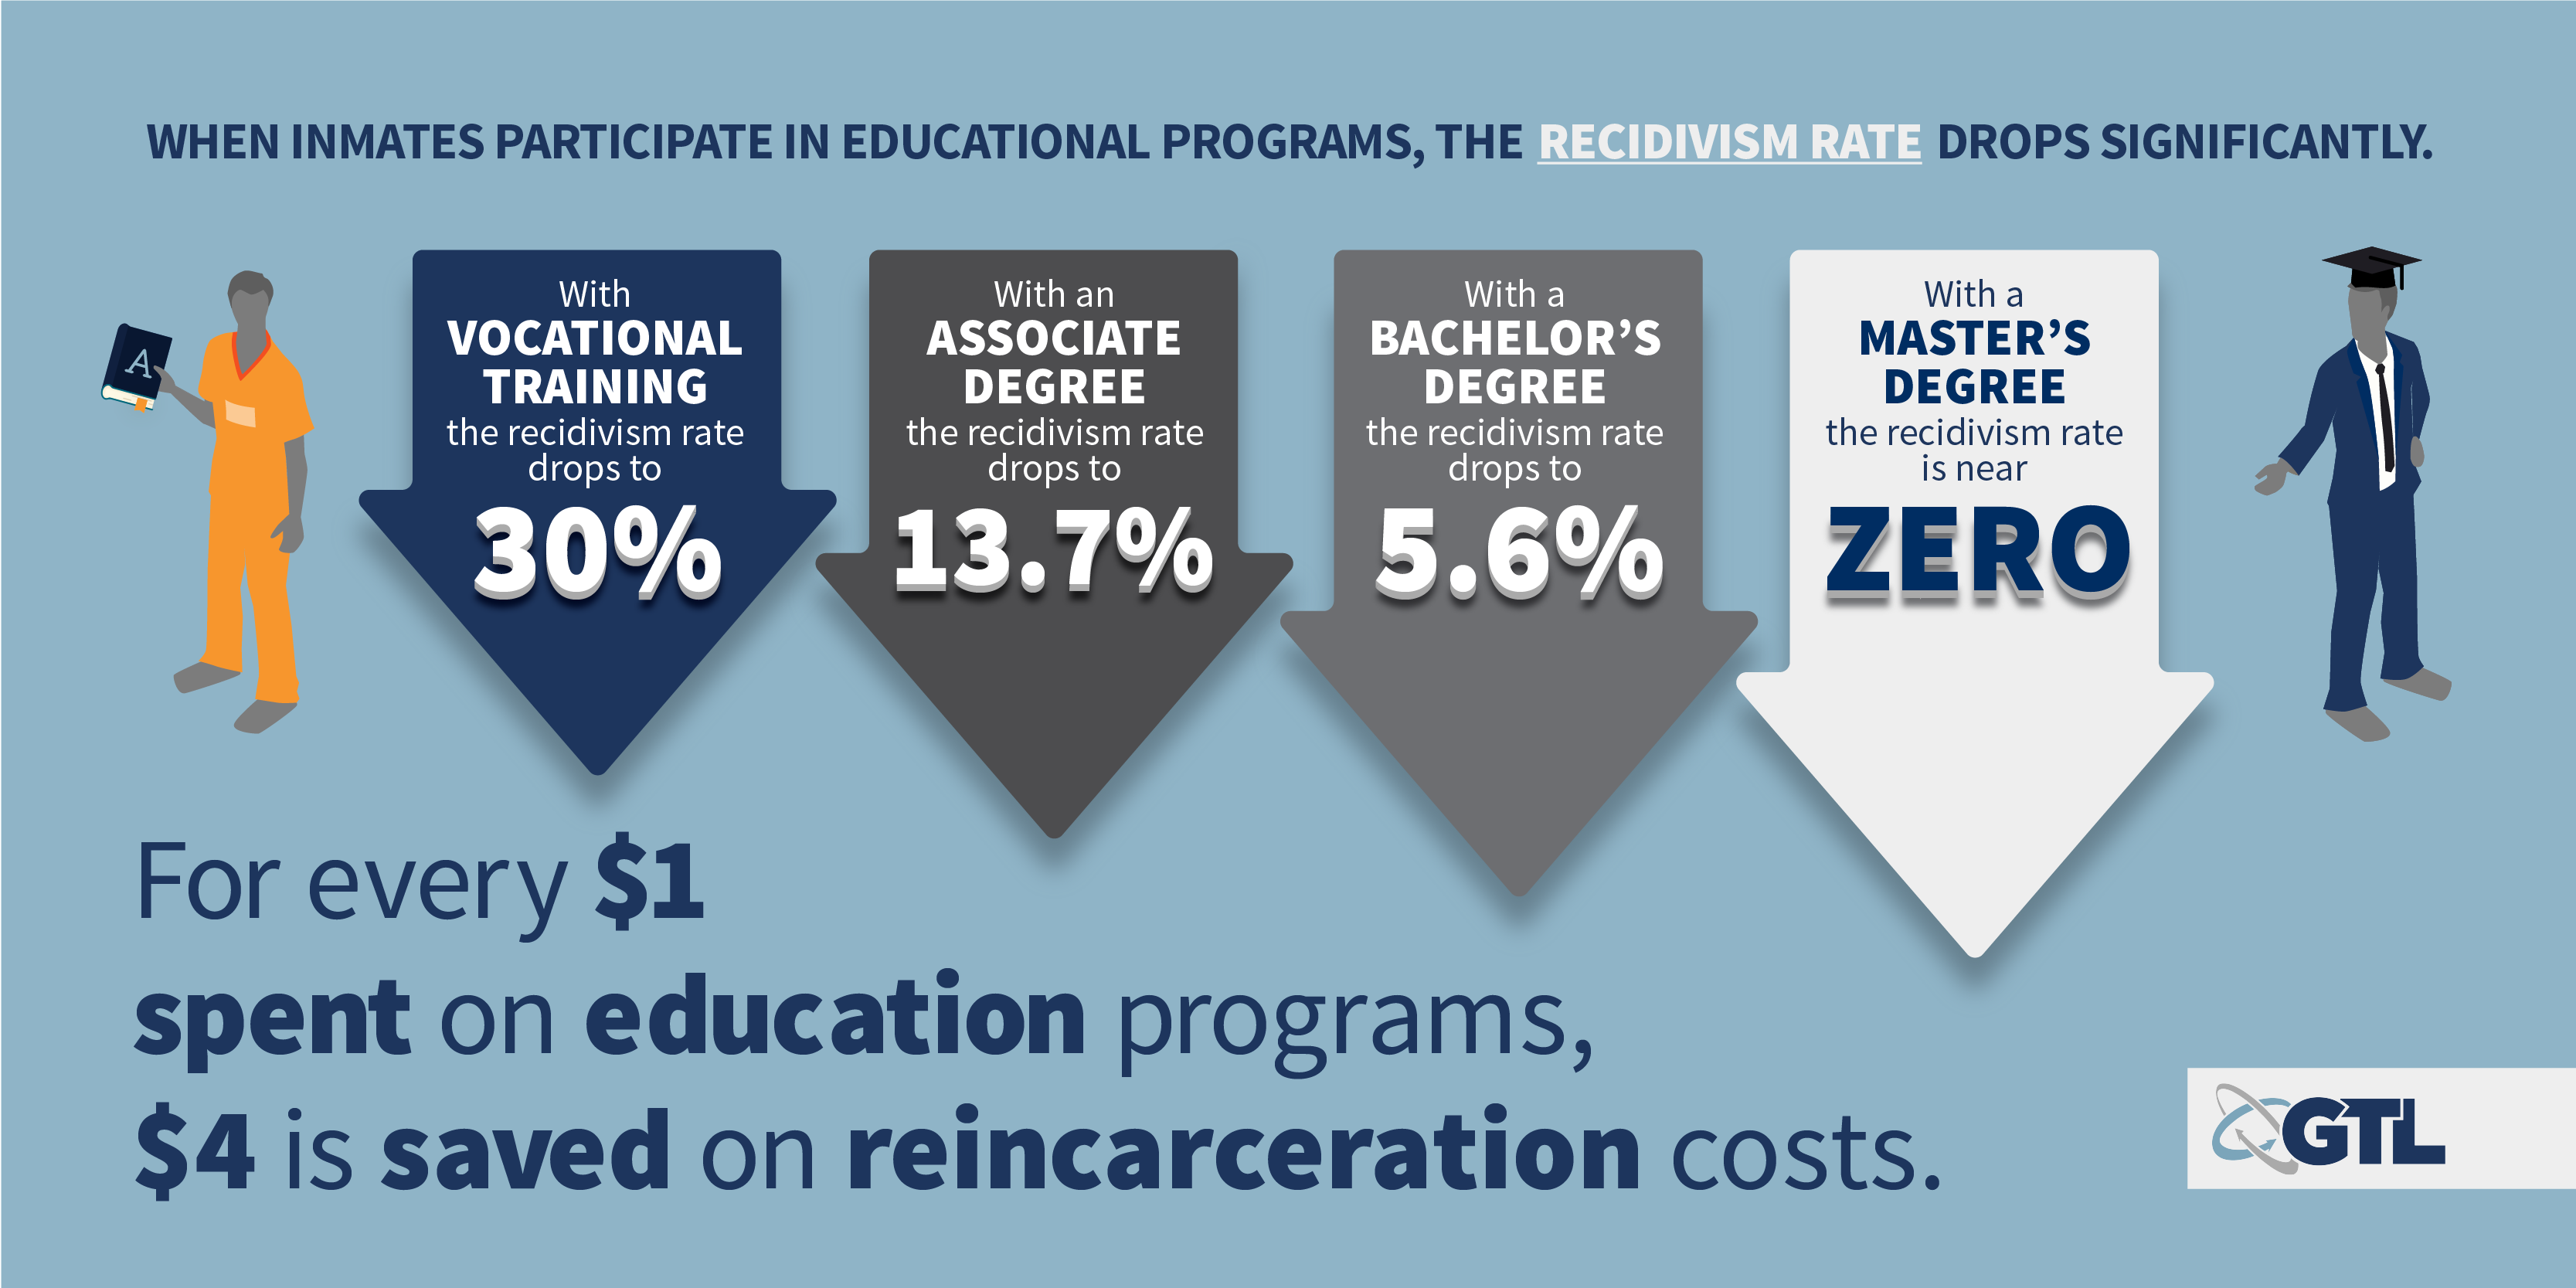 WHEN INMATES PARTICIPATE IN EDUCATIONAL PROGRAMS, THE RECIDIVISM RATE DROPS SIGNIFICANTLY.
A
With
VOCATIONAL
TRAINING
the recidivism rate
drops to
30%
With an
ASSOCIATE
DEGREE
the recidivism rate
drops to
13.7%
With a
BACHELOR'S
DEGREE
the recidivism rate
drops to
5.6%
With a
MASTER'S
DEGREE
the recidivism rate
is near
ZERO
For every $1
spent on education programs,
$4 is saved on reincarceration costs.
GTL